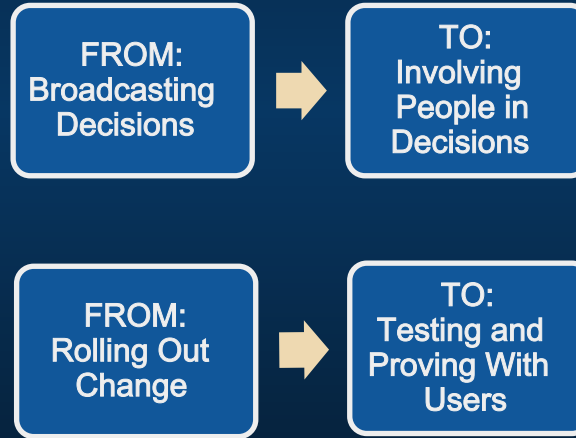 FROM:
Broadcasting
Decisions
TO:
Involving
People in
Decisions
FROM:
Rolling Out
Change
TO:
Testing and
Proving With
Users